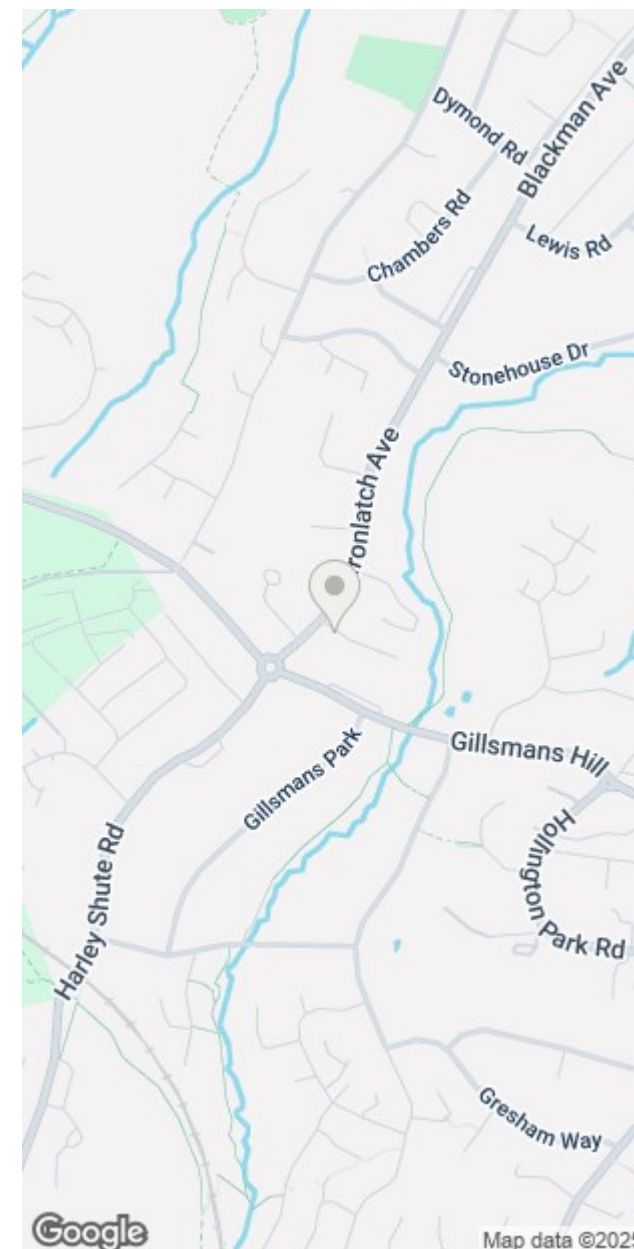 Dymond Rd
Blackman Ave
Chambers Rd
Lewis Rd
Stonehouse Dr
ronlatch Ave
Gillsmans Hill
Gillsmans Park
Hollington Park Rd
Harley Shute Rd
Gresham Way
Google
Map data ©2025